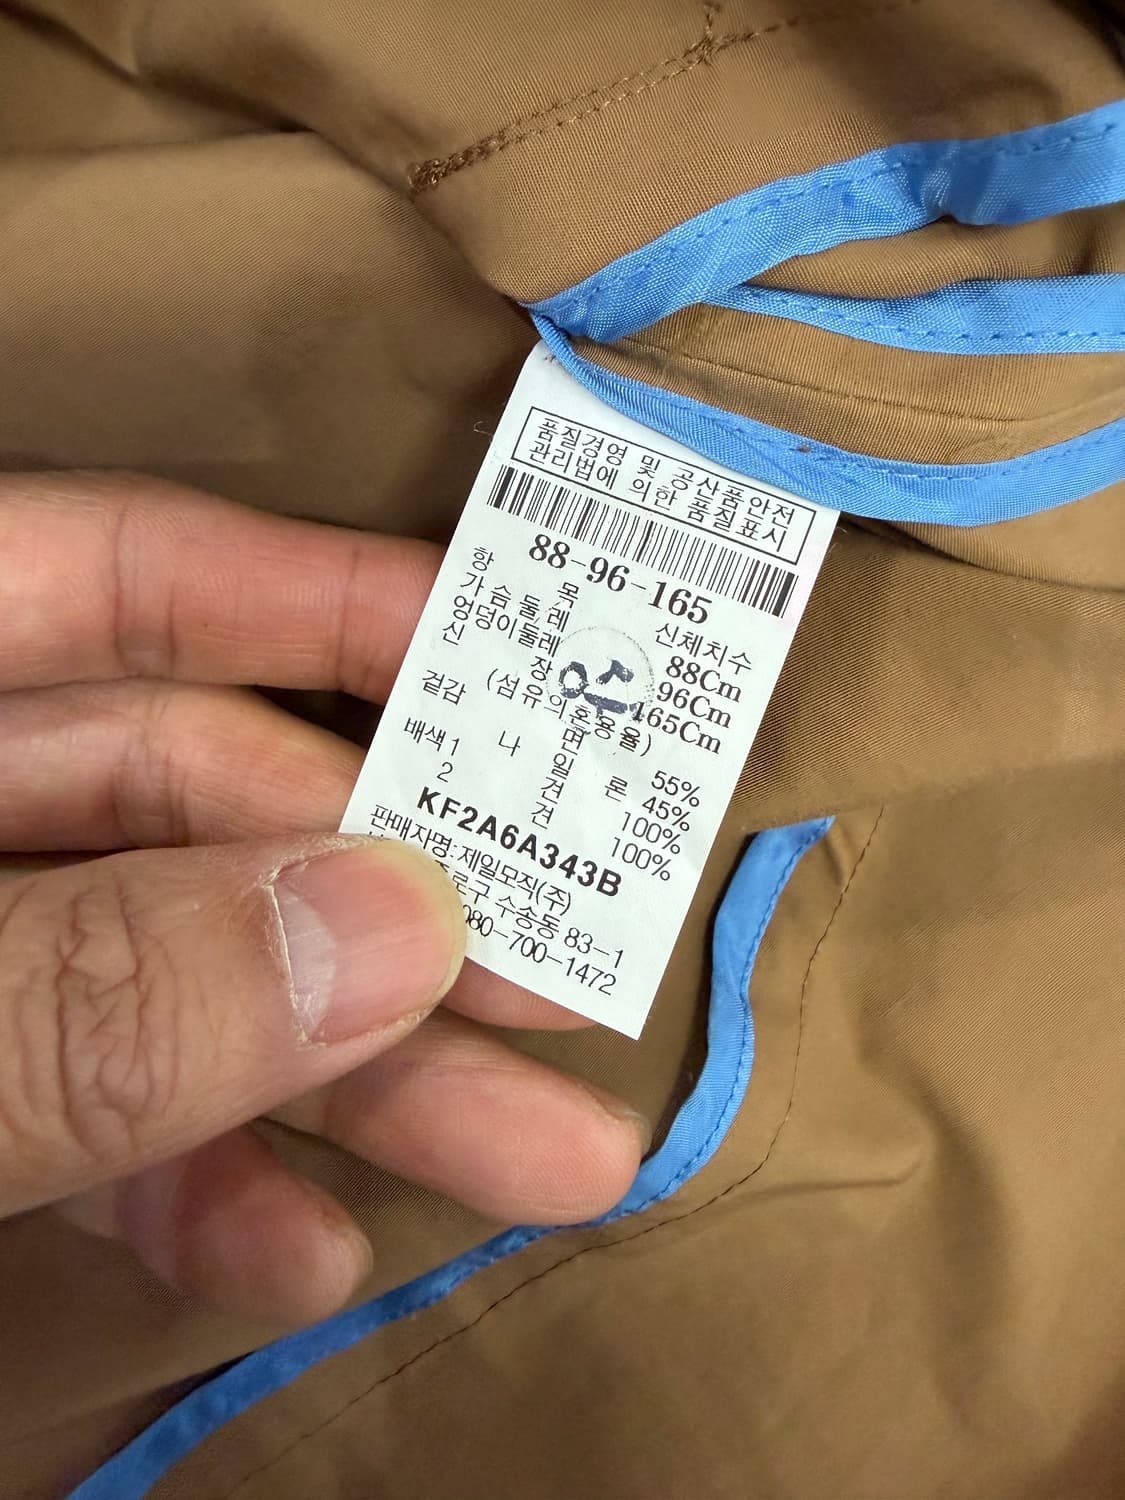 품질경영 및 공산품안전
관리법에 의한 품질표시
88-96-165
항 목 신체치수
가슴둘레 88Cm
엉덩이둘레 96Cm
신 장 165Cm
(섬유의혼용율)
겉감 면 55%
나 일 론 45%
배색1 견 100%
2 견 100%
KF2A6A343B
판매자명:제일모직(주)
로구 수송동 83-1
080-700-1472